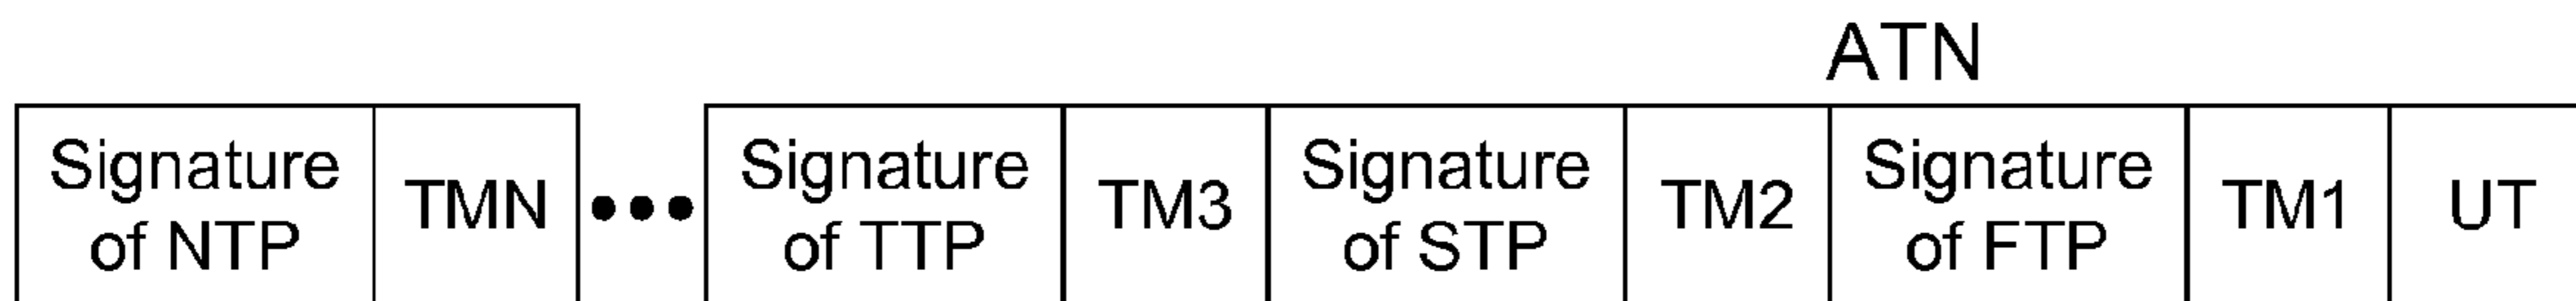 ATN
Signature
of NTP
TMN
Signature
of TTP
TM3
Signature
of STP
TM2
Signature
of FTP
TM1
UT